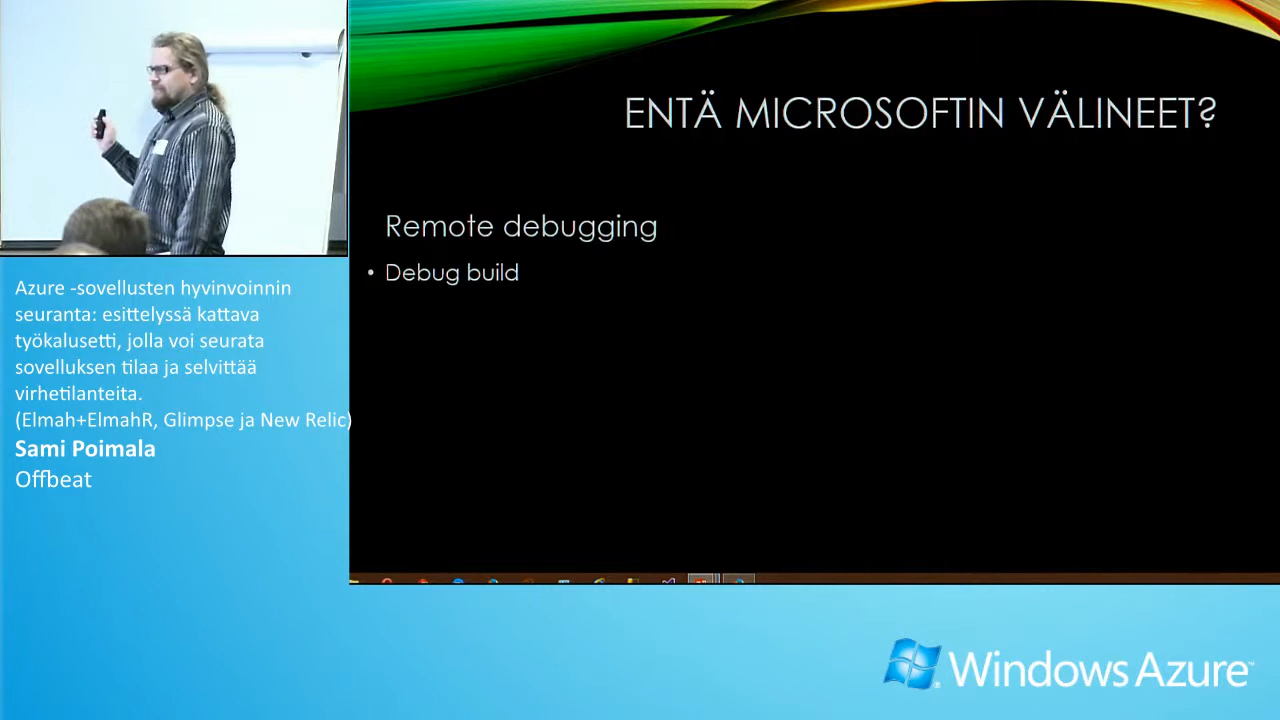 ENTÄ MICROSOFTIN VÄLINEET?
Remote debugging
• Debug build
Azure -sovellusten hyvinvoinnin
seuranta: esittelyssä kattava
työkalusetti, jolla voi seurata
sovelluksen tilaa ja selvittää
virhetilanteita.
(Elmah+ElmahR, Glimpse ja New Relic)
Sami Poimala
Offbeat
Windows Azure™